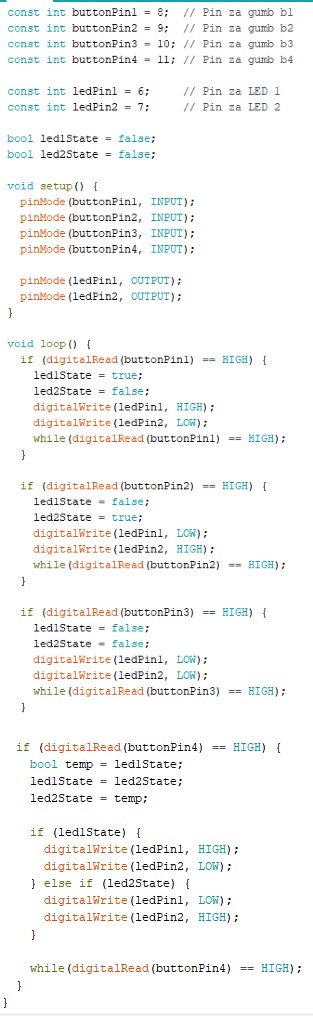 const int buttonPin1 = 8;  // Pin za gumb b1
const int buttonPin2 = 9;  // Pin za gumb b2
const int buttonPin3 = 10; // Pin za gumb b3
const int buttonPin4 = 11; // Pin za gumb b4

const int ledPin1 = 6;     // Pin za LED 1
const int ledPin2 = 7;     // Pin za LED 2

bool led1State = false;
bool led2State = false;

void setup() {
  pinMode(buttonPin1, INPUT);
  pinMode(buttonPin2, INPUT);
  pinMode(buttonPin3, INPUT);
  pinMode(buttonPin4, INPUT);

  pinMode(ledPin1, OUTPUT);
  pinMode(ledPin2, OUTPUT);
}

void loop() {
  if (digitalRead(buttonPin1) == HIGH) {
    led1State = true;
    led2State = false;
    digitalWrite(ledPin1, HIGH);
    digitalWrite(ledPin2, LOW);
    while(digitalRead(buttonPin1) == HIGH);
  }

  if (digitalRead(buttonPin2) == HIGH) {
    led1State = false;
    led2State = true;
    digitalWrite(ledPin1, LOW);
    digitalWrite(ledPin2, HIGH);
    while(digitalRead(buttonPin2) == HIGH);
  }

  if (digitalRead(buttonPin3) == HIGH) {
    led1State = false;
    led2State = false;
    digitalWrite(ledPin1, LOW);
    digitalWrite(ledPin2, LOW);
    while(digitalRead(buttonPin3) == HIGH);
  }

  if (digitalRead(buttonPin4) == HIGH) {
    bool temp = led1State;
    led1State = led2State;
    led2State = temp;

    if (led1State) {
      digitalWrite(ledPin1, HIGH);
      digitalWrite(ledPin2, LOW);
    } else if (led2State) {
      digitalWrite(ledPin1, LOW);
      digitalWrite(ledPin2, HIGH);
    }

    while(digitalRead(buttonPin4) == HIGH);
  }
}